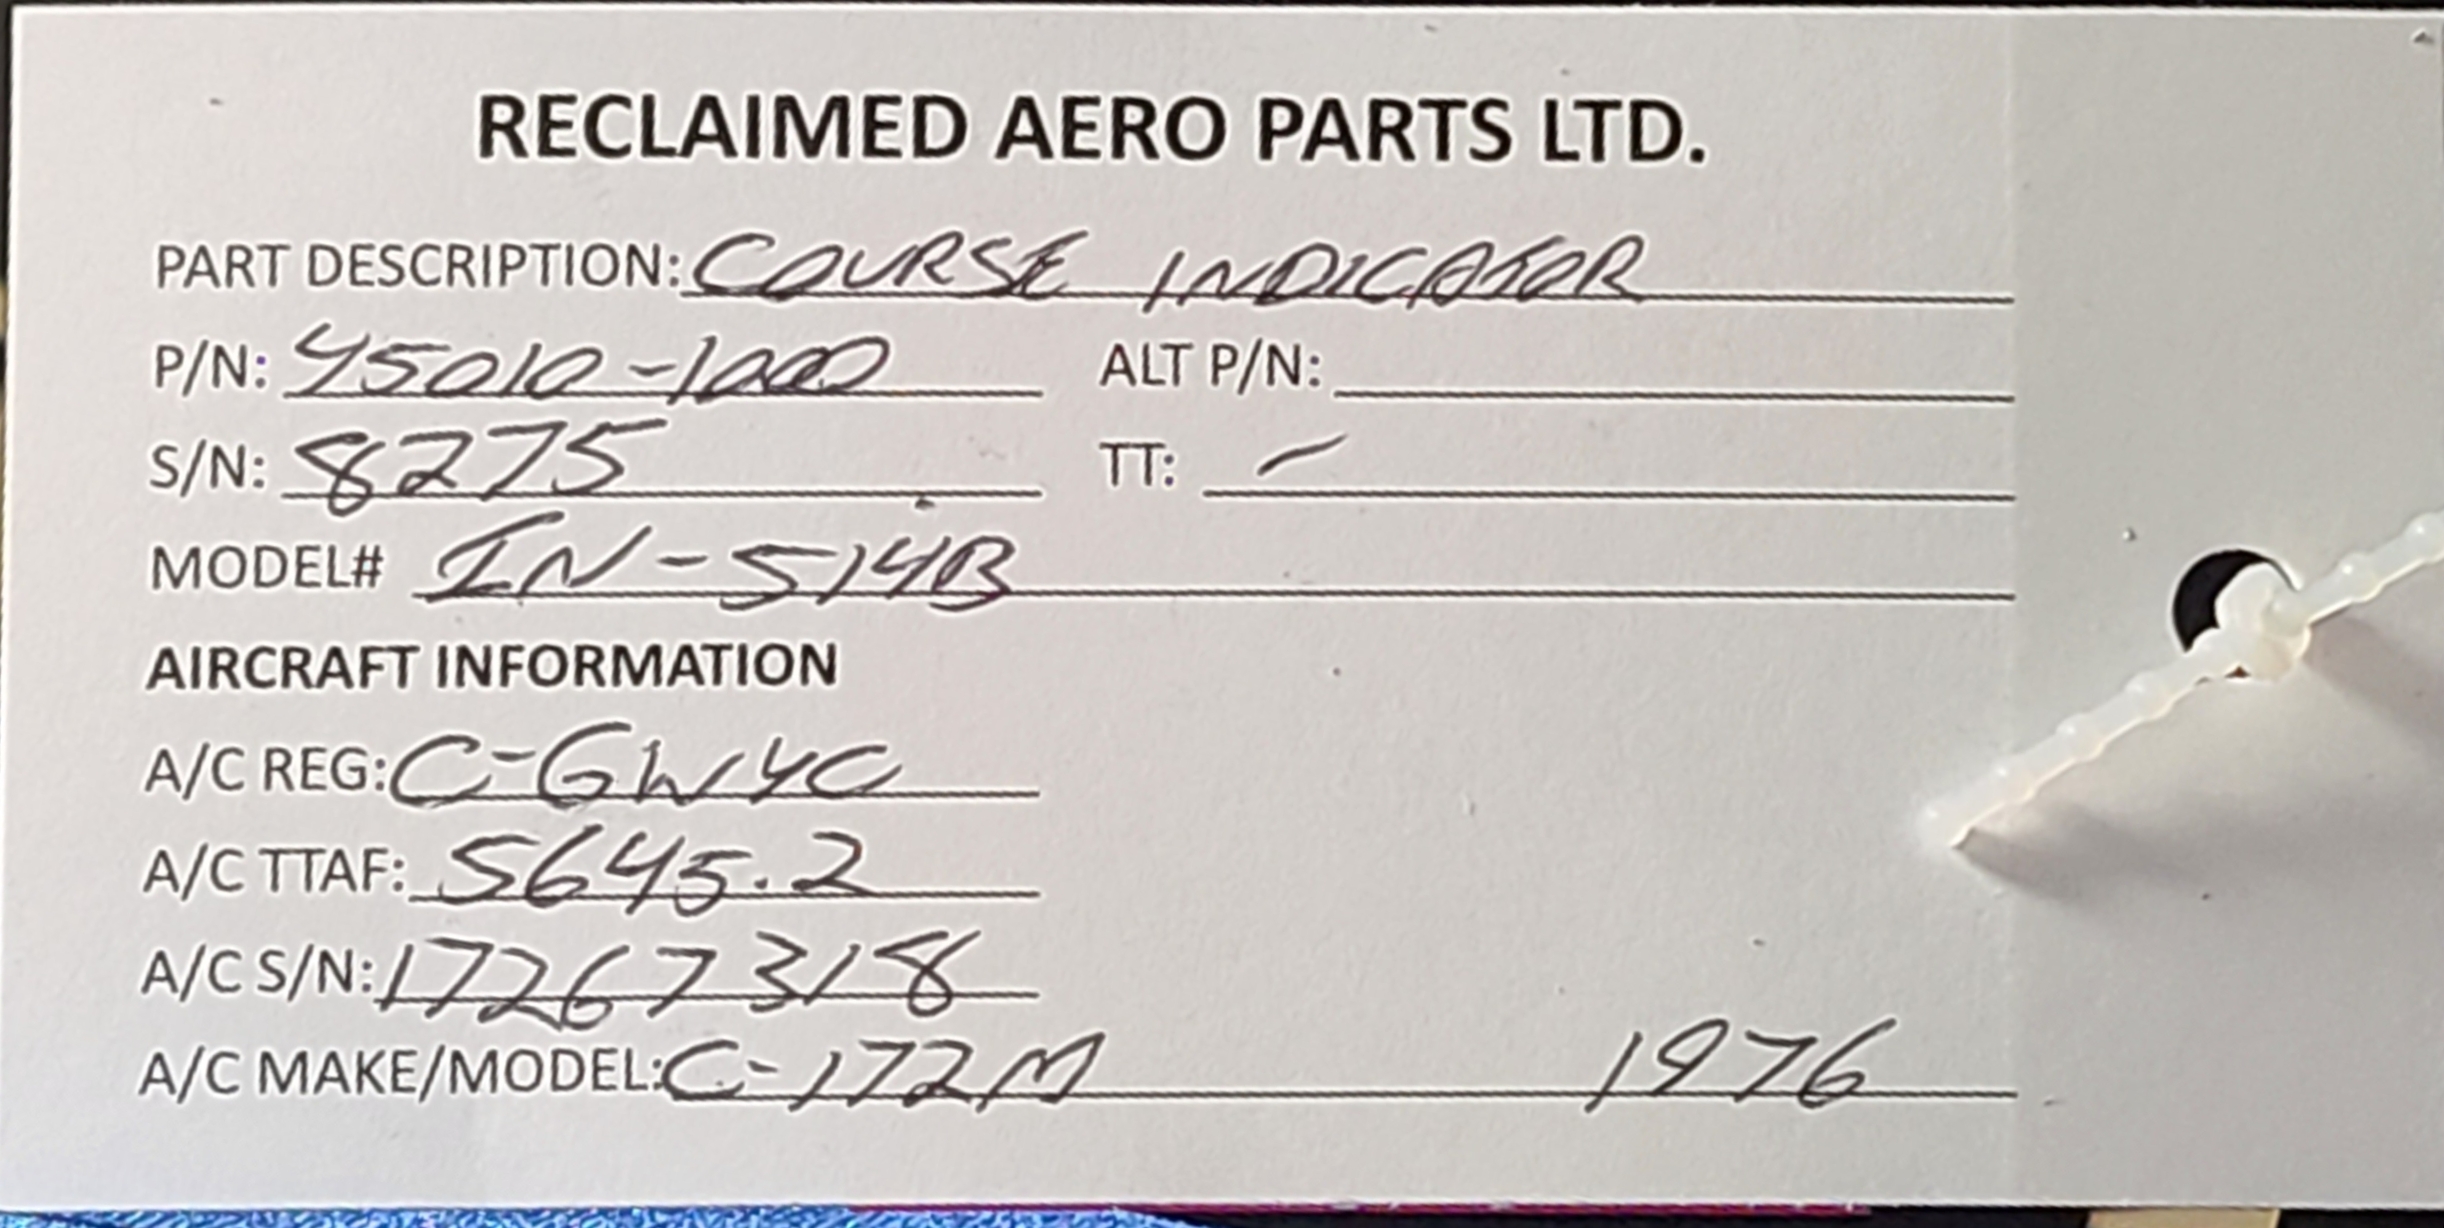 RECLAIMED AERO PARTS LTD.
PART DESCRIPTION: COURSE INDICATOR
P/N: 45010-1000 ALT P/N:
S/N: 8275 TT: –
MODEL# IN-514B
AIRCRAFT INFORMATION
A/C REG: C-GWYC
A/C TTAF: 5645.2
A/C S/N: 17267318
A/C MAKE/MODEL: C-172M 1976